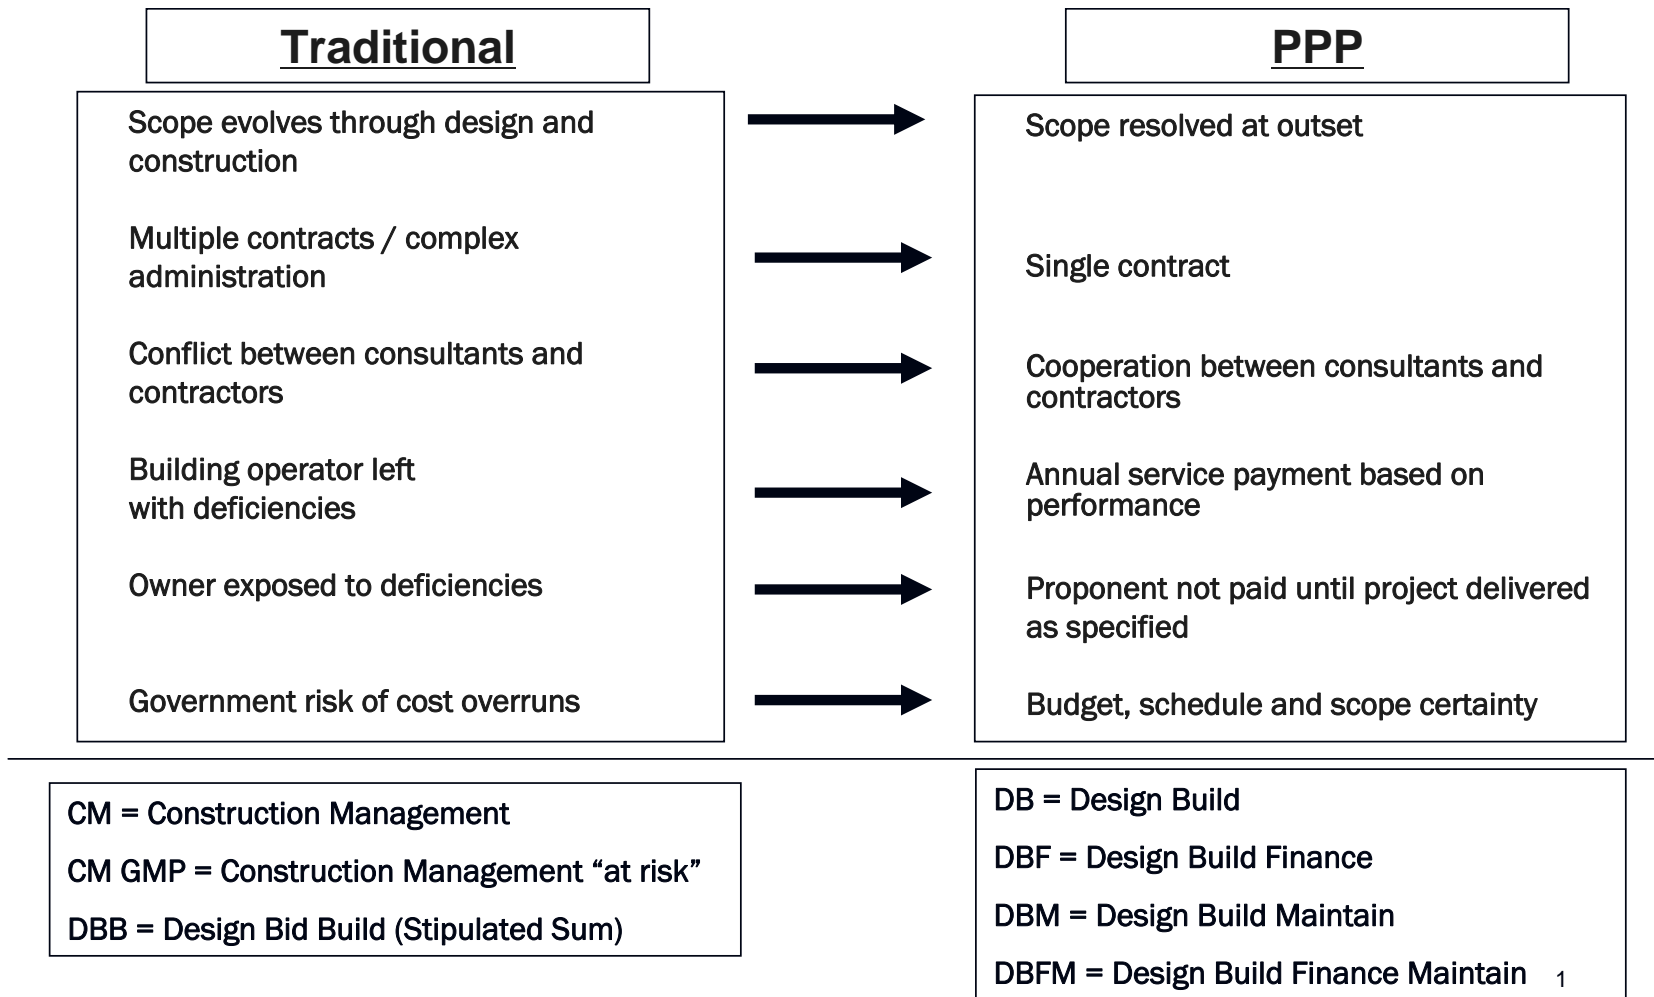 Traditional
Scope evolves through design and
construction
Multiple contracts / complex
administration
Conflict between consultants and
contractors
Building operator left
with deficiencies
Owner exposed to deficiencies
Government risk of cost overruns
PPP
Scope resolved at outset
Single contract
Cooperation between consultants and
contractors
Annual service payment based on
performance
Proponent not paid until project delivered
as specified
Budget, schedule and scope certainty
CM = Construction Management
CM GMP = Construction Management “at risk”
DBB = Design Bid Build (Stipulated Sum)
DB = Design Build
DBF = Design Build Finance
DBM = Design Build Maintain
DBFM = Design Build Finance Maintain
1